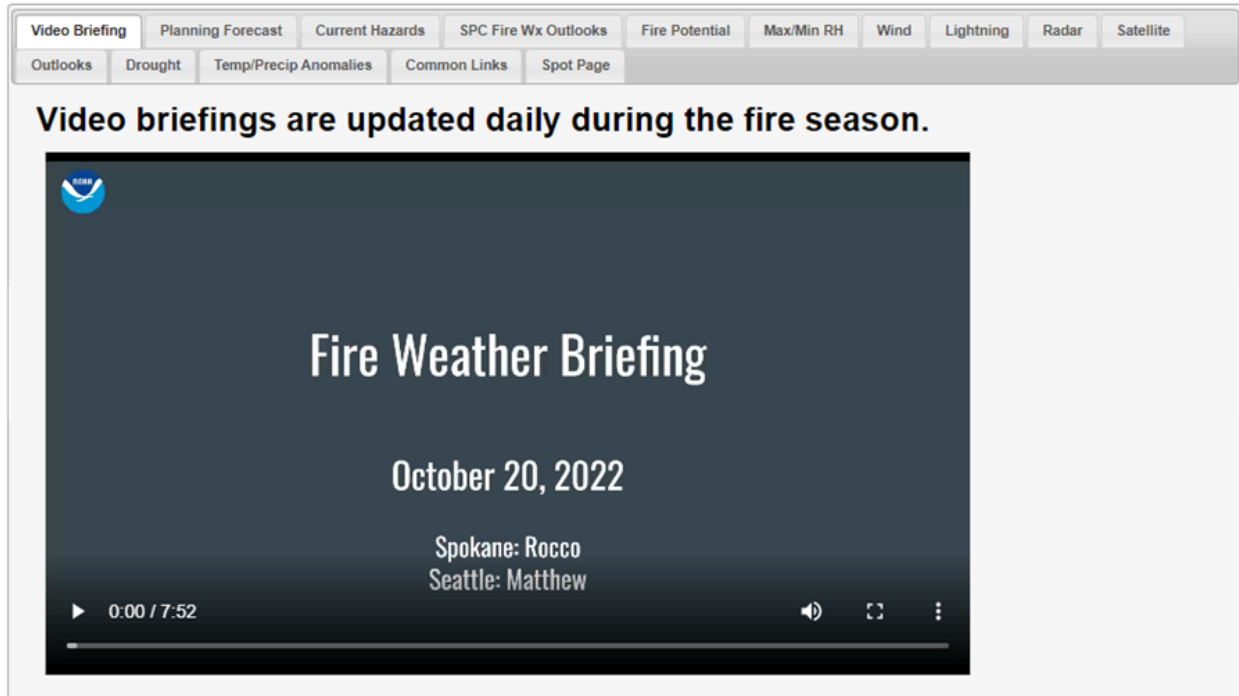 Video Briefing Planning Forecast Current Hazards SPC Fire Wx Outlooks Fire Potential Max/Min RH Wind Lightning Radar Satellite
Outlooks Drought Temp/Precip Anomalies Common Links Spot Page
Video briefings are updated daily during the fire season.
NOAA
Fire Weather Briefing
October 20, 2022
Spokane: Rocco
Seattle: Matthew
0:00 / 7:52